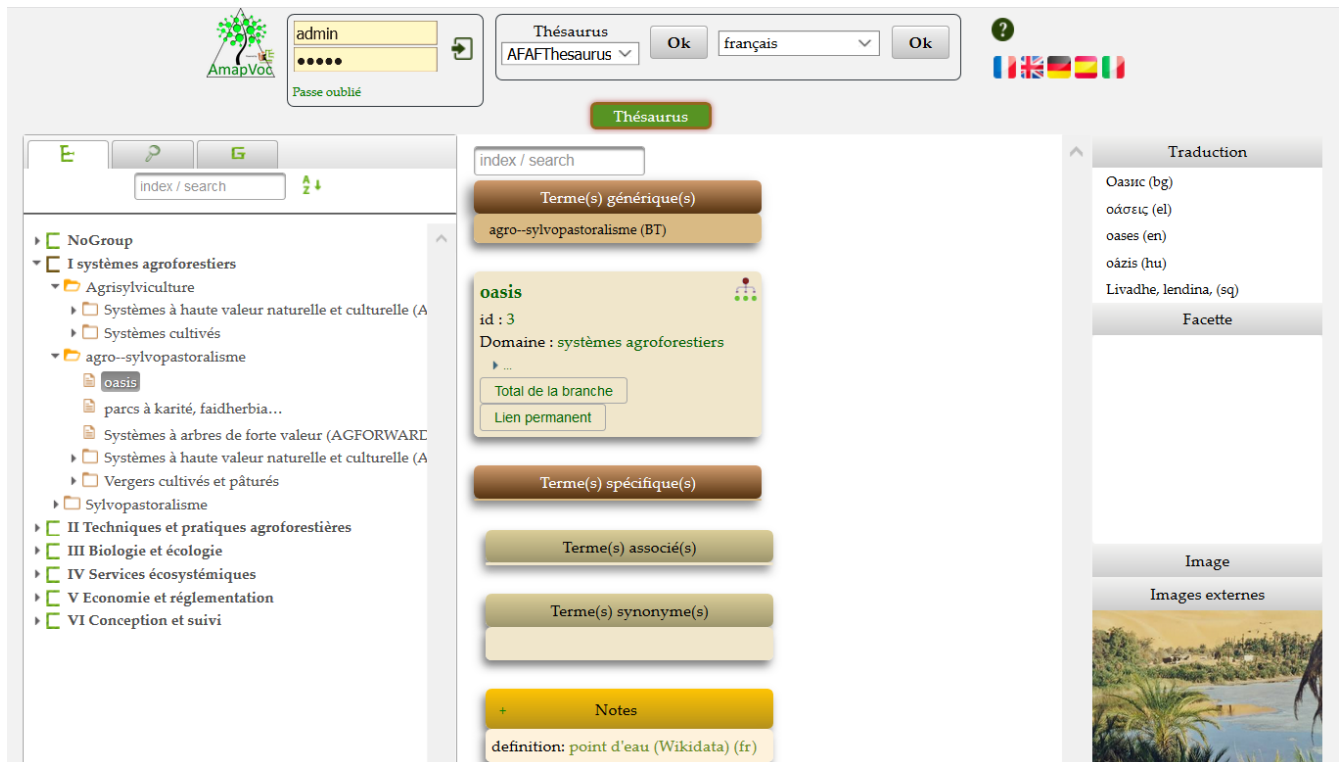 AmapVoc
admin
•••••
Passe oublié
Thésaurus
AFAFThesaurus
Ok
français
Ok
?
Thésaurus
G
index / search
A
Z
NoGroup
I systèmes agroforestiers
Agrisylviculture
Systèmes à haute valeur naturelle et culturelle (A
Systèmes cultivés
agro--sylvopastoralisme
oasis
parcs à karité, faidherbia...
Systèmes à arbres de forte valeur (AGFORWARD
Systèmes à haute valeur naturelle et culturelle (A
Vergers cultivés et pâturés
Sylvopastoralisme
II Techniques et pratiques agroforestières
III Biologie et écologie
IV Services écosystémiques
V Economie et réglementation
VI Conception et suivi
index / search
Terme(s) générique(s)
agro--sylvopastoralisme (BT)
oasis
id : 3
Domaine : systèmes agroforestiers
...
Total de la branche
Lien permanent
Terme(s) spécifique(s)
Terme(s) associé(s)
Terme(s) synonyme(s)
+ Notes
definition: point d'eau (Wikidata) (fr)
Traduction
Оазис (bg)
οάσεις (el)
oases (en)
oázis (hu)
Livadhe, lendina, (sq)
Facette
Image
Images externes